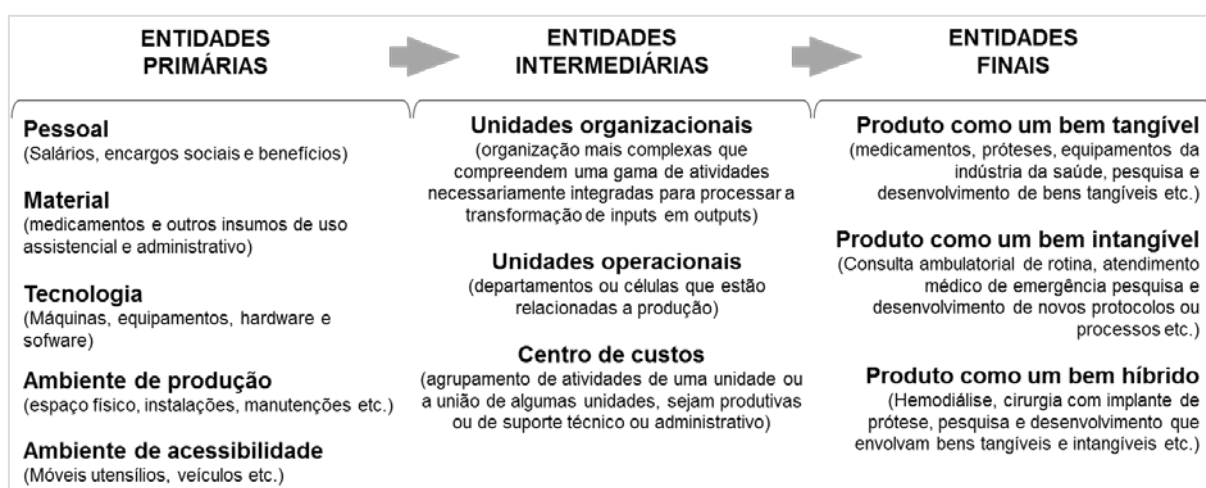 ENTIDADES
PRIMÁRIAS
ENTIDADES
INTERMEDIÁRIAS
ENTIDADES
FINAIS
Pessoal
(Salários, encargos sociais e benefícios)
Material
(medicamentos e outros insumos de uso
assistencial e administrativo)
Tecnologia
(Máquinas, equipamentos, hardware e
sofware)
Ambiente de produção
(espaço físico, instalações, manutenções etc.)
Ambiente de acessibilidade
(Móveis utensílios, veículos etc.)
Unidades organizacionais
(organização mais complexas que
compreendem uma gama de atividades
necessariamente integradas para processar a
transformação de inputs em outputs)
Unidades operacionais
(departamentos ou células que estão
relacionadas a produção)
Centro de custos
(agrupamento de atividades de uma unidade ou
a união de algumas unidades, sejam produtivas
ou de suporte técnico ou administrativo)
Produto como um bem tangível
(medicamentos, próteses, equipamentos da
indústria da saúde, pesquisa e
desenvolvimento de bens tangíveis etc.)
Produto como um bem intangível
(Consulta ambulatorial de rotina, atendimento
médico de emergência pesquisa e
desenvolvimento de novos protocolos ou
processos etc.)
Produto como um bem híbrido
(Hemodiálise, cirurgia com implante de
prótese, pesquisa e desenvolvimento que
envolvam bens tangíveis e intangíveis etc.)